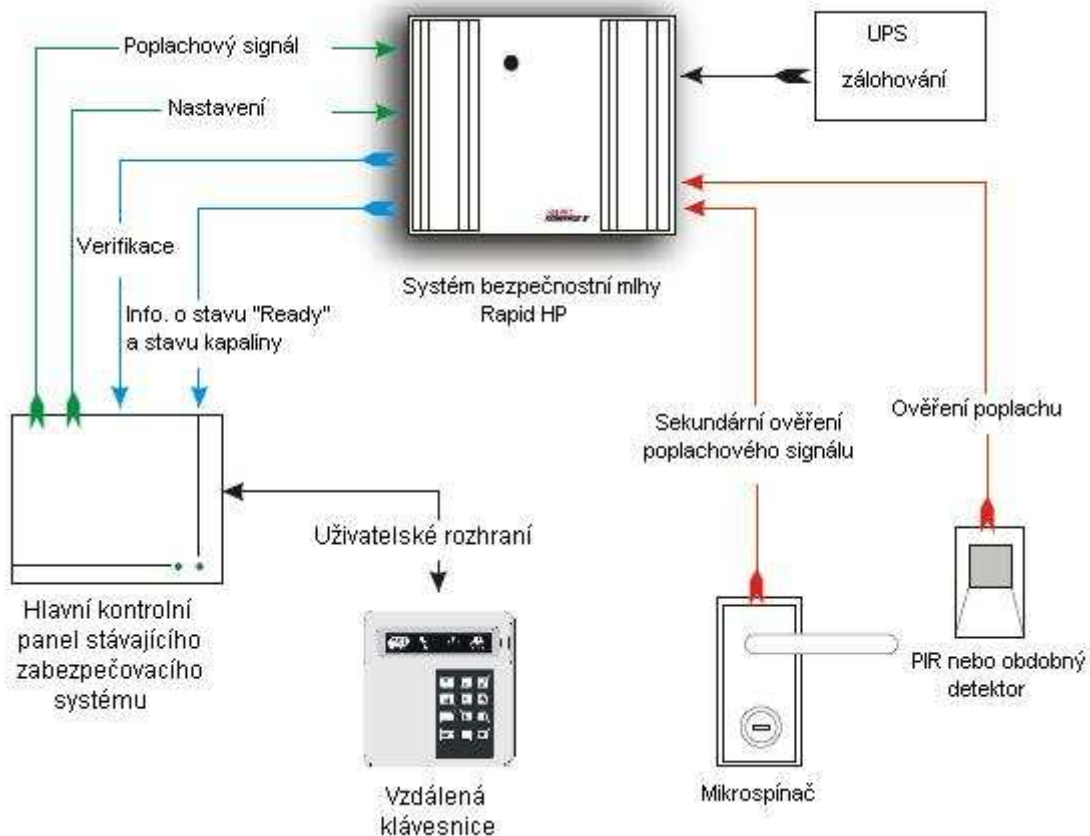 Poplachový signál
Nastavení
UPS
zálohování
Verifikace
Info. o stavu "Ready"
a stavu kapaliny
Systém bezpečnostní mlhy
Rapid HP
Sekundární ověření
poplachového signálu
Ověření poplachu
Uživatelské rozhraní
Hlavní kontrolní
panel stávajícího
zabezpečovacího
systému
Vzdálená
klávesnice
Mikrospínač
PIR nebo obdobný
detektor